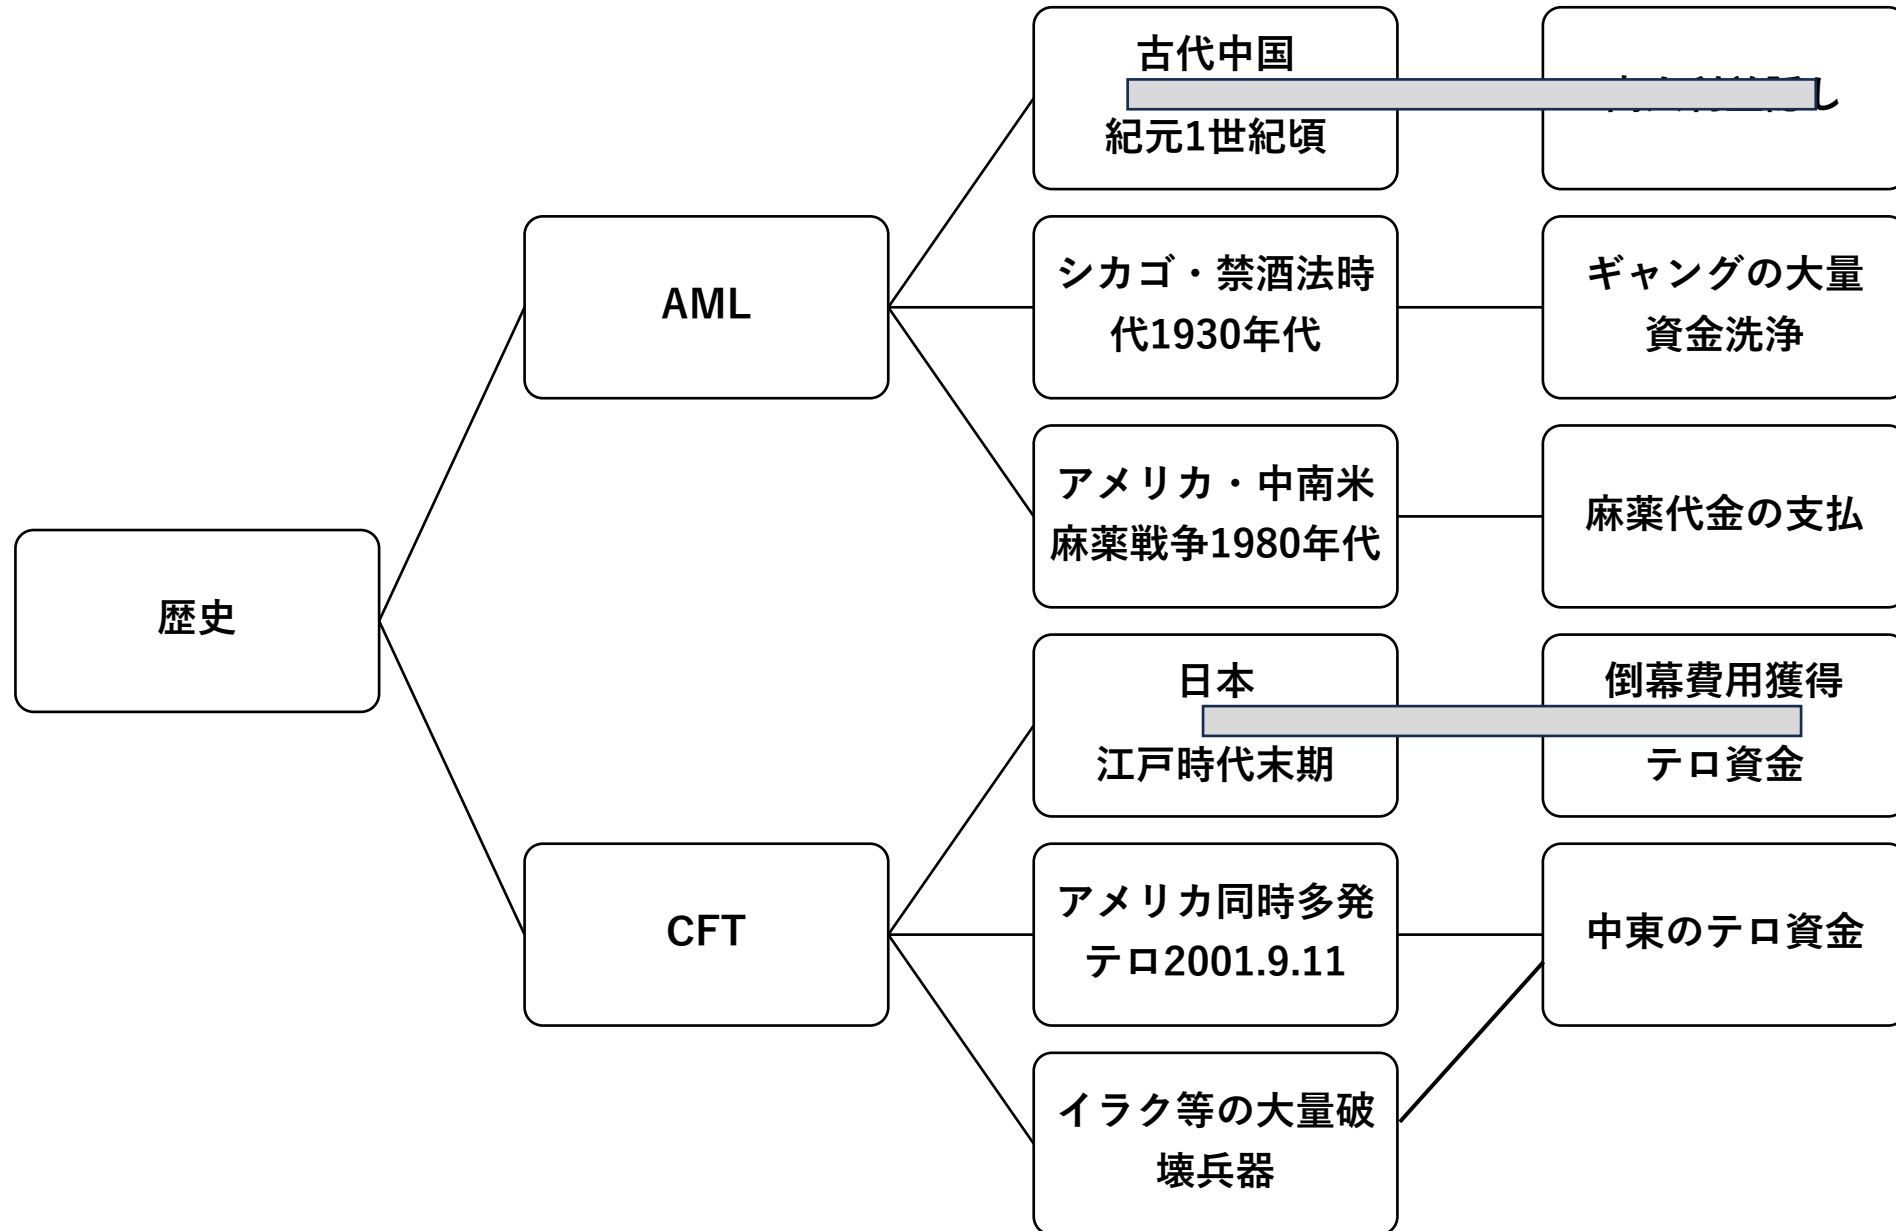 歴史
AML
古代中国
紀元1世紀頃
シカゴ・禁酒法時
代1930年代
ギャングの大量
資金洗浄
アメリカ・中南米
麻薬戦争1980年代
麻薬代金の支払
CFT
日本
江戸時代末期
倒幕費用獲得
テロ資金
アメリカ同時多発
テロ2001.9.11
中東のテロ資金
イラク等の大量破
壊兵器